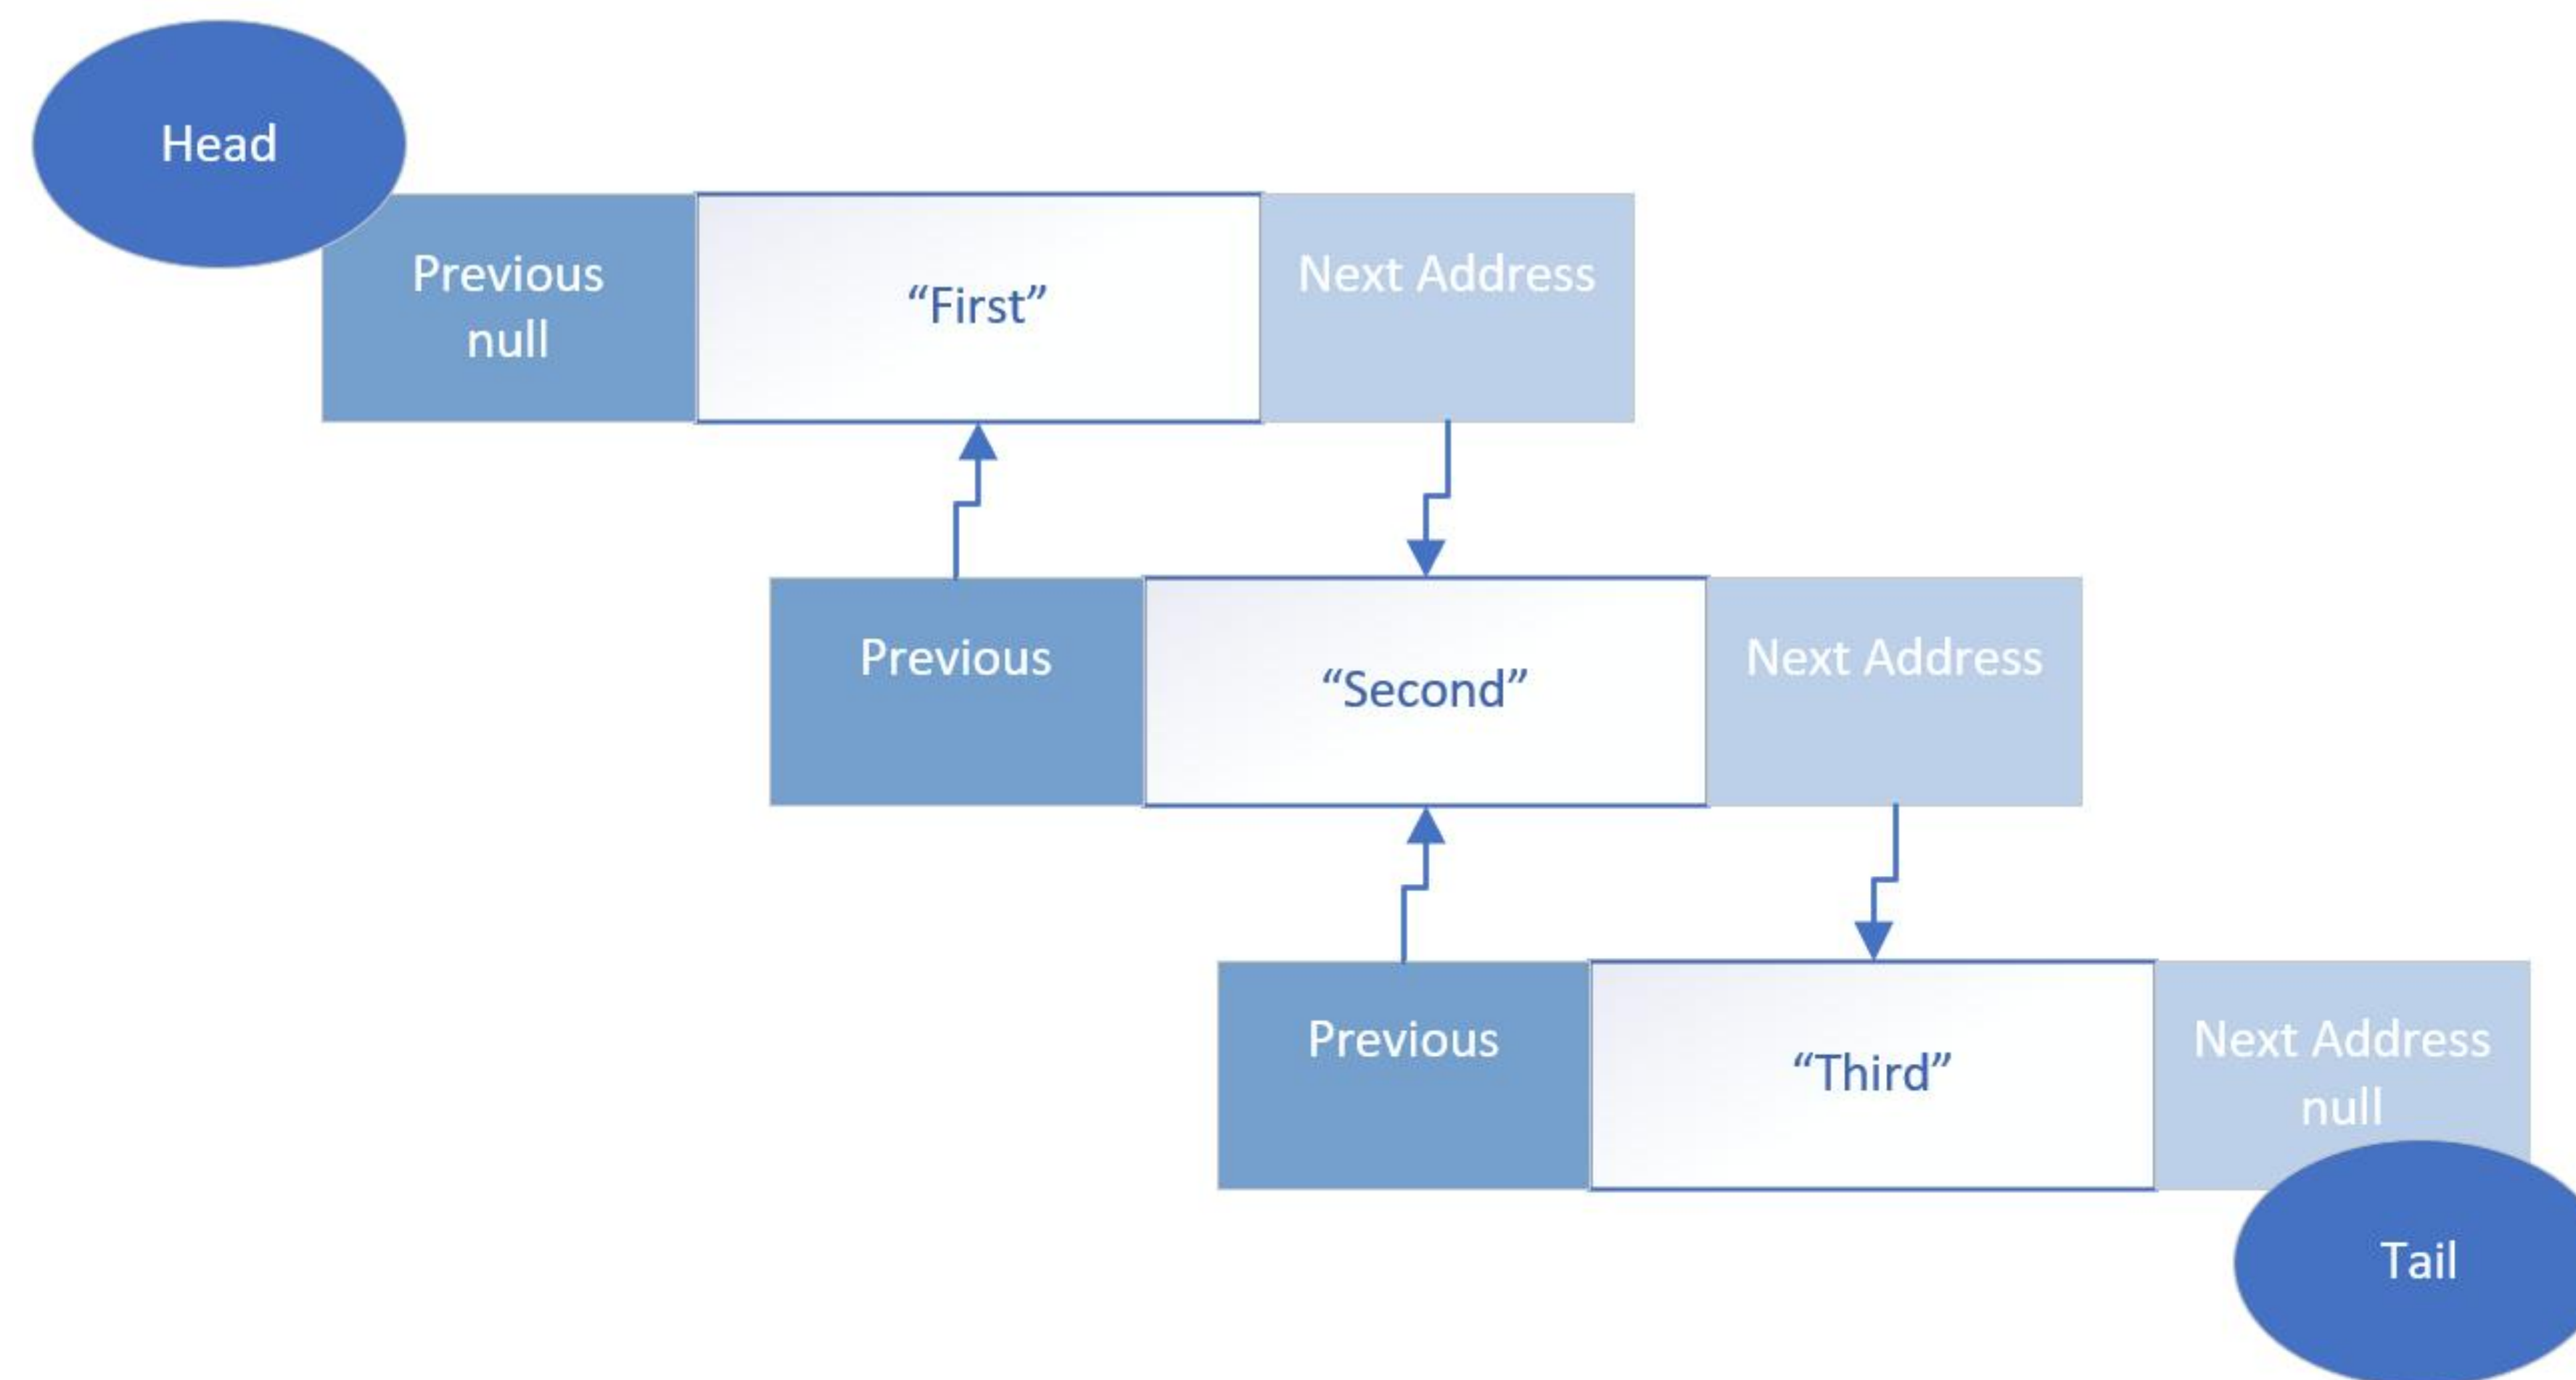 Head
Previous
null
“First”
Next Address
Previous
“Second”
Next Address
Previous
“Third”
Next Address
null
Tail